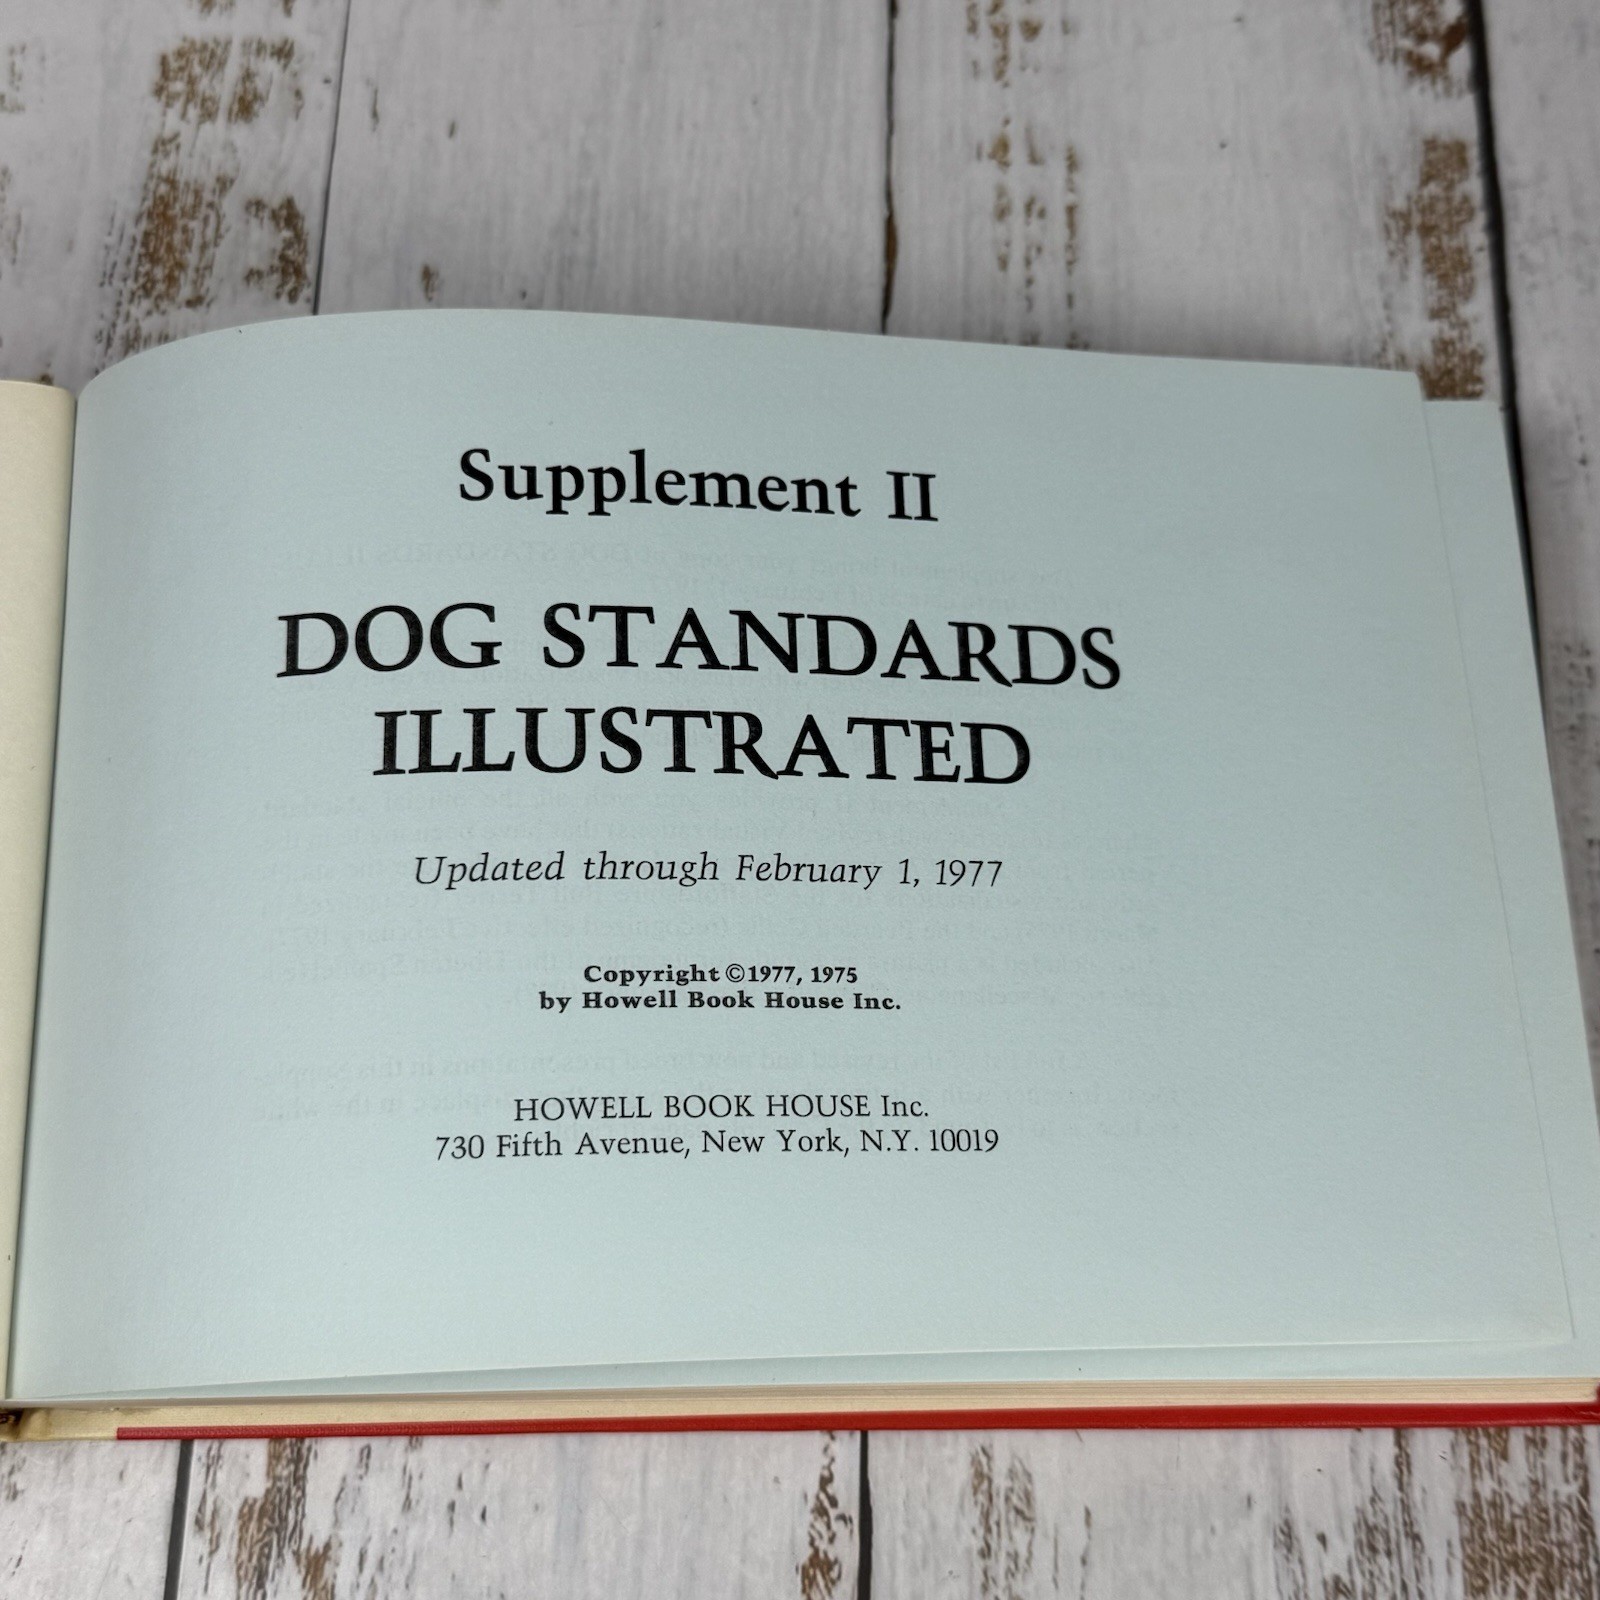 Supplement II
DOG STANDARDS
ILLUSTRATED
Updated through February 1, 1977
Copyright ©1977, 1975
by Howell Book House Inc.
HOWELL BOOK HOUSE Inc.
730 Fifth Avenue, New York, N.Y. 10019